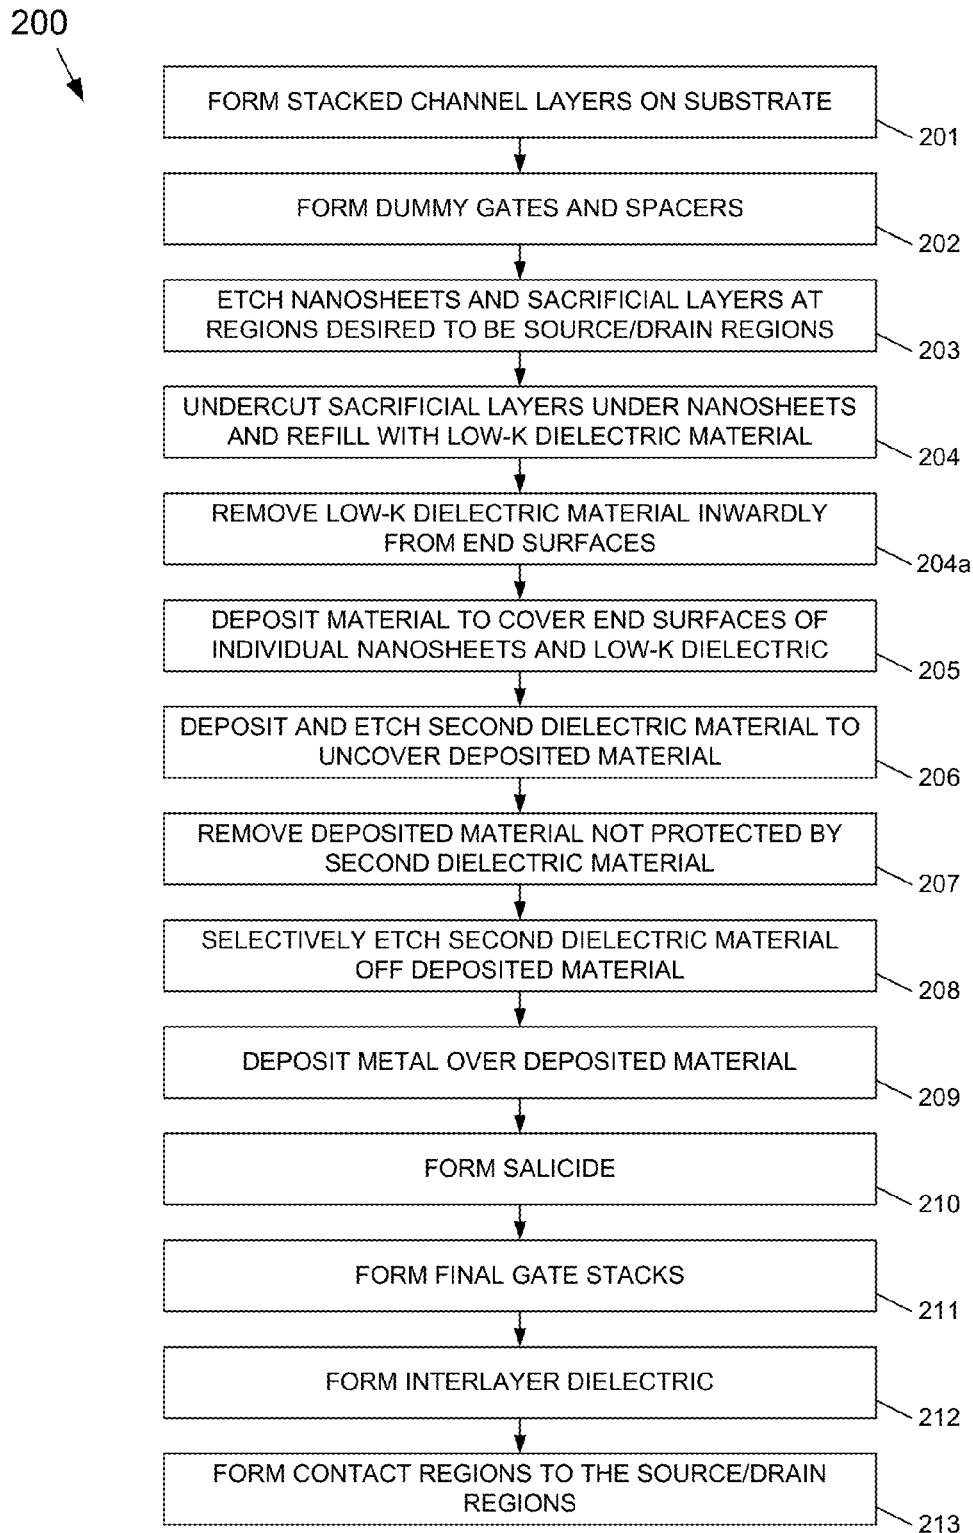 200
FORM STACKED CHANNEL LAYERS ON SUBSTRATE
201
FORM DUMMY GATES AND SPACERS
202
ETCH NANOSHEETS AND SACRIFICIAL LAYERS AT
REGIONS DESIRED TO BE SOURCE/DRAIN REGIONS
203
UNDERCUT SACRIFICIAL LAYERS UNDER NANOSHEETS
AND REFILL WITH LOW-K DIELECTRIC MATERIAL
204
REMOVE LOW-K DIELECTRIC MATERIAL INWARDLY
FROM END SURFACES
204a
DEPOSIT MATERIAL TO COVER END SURFACES OF
INDIVIDUAL NANOSHEETS AND LOW-K DIELECTRIC
205
DEPOSIT AND ETCH SECOND DIELECTRIC MATERIAL TO
UNCOVER DEPOSITED MATERIAL
206
REMOVE DEPOSITED MATERIAL NOT PROTECTED BY
SECOND DIELECTRIC MATERIAL
207
SELECTIVELY ETCH SECOND DIELECTRIC MATERIAL
OFF DEPOSITED MATERIAL
208
DEPOSIT METAL OVER DEPOSITED MATERIAL
209
FORM SALICIDE
210
FORM FINAL GATE STACKS
211
FORM INTERLAYER DIELECTRIC
212
FORM CONTACT REGIONS TO THE SOURCE/DRAIN
REGIONS
213